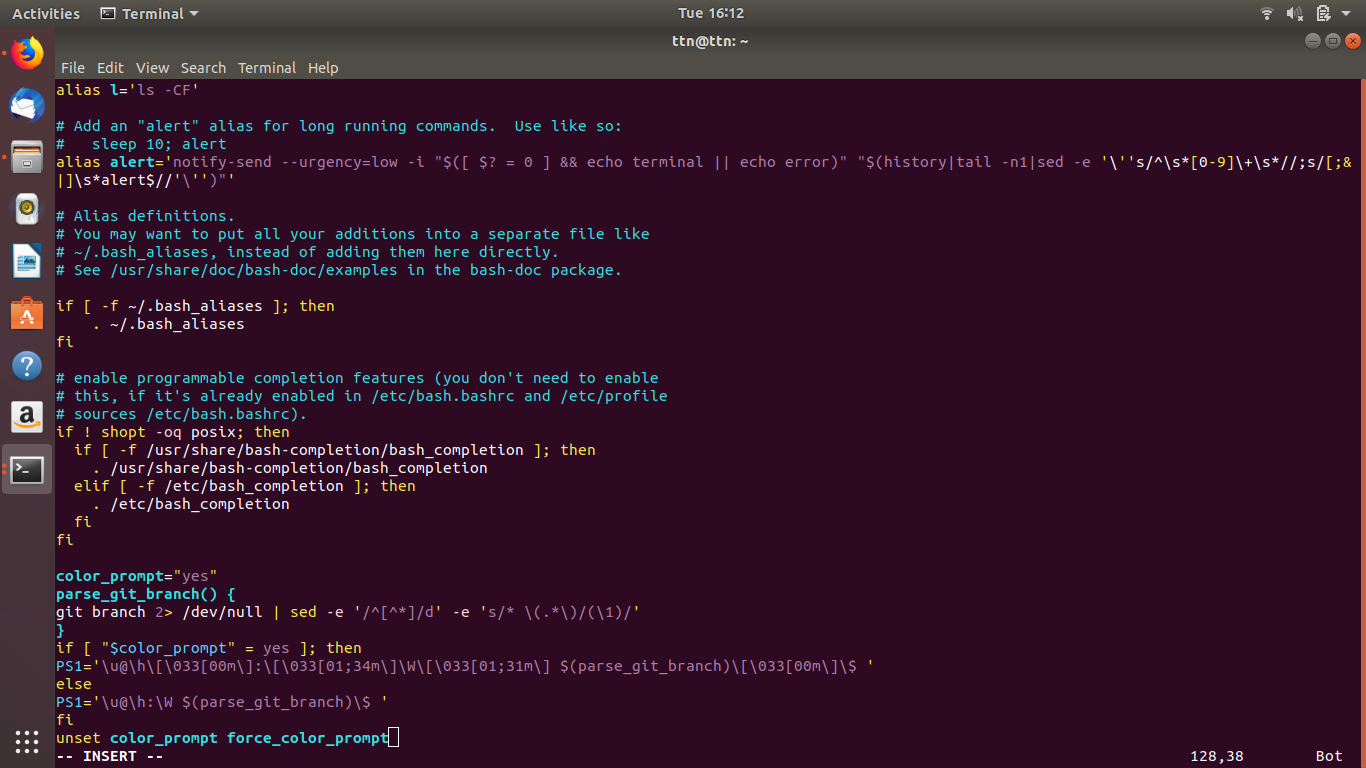 Activities Terminal Tue 16:12
ttn@ttn: ~
File Edit View Search Terminal Help
alias l='ls -CF'

# Add an "alert" alias for long running commands.  Use like so:
#   sleep 10; alert
alias alert='notify-send --urgency=low -i "$([ $? = 0 ] && echo terminal || echo error)" "$(history|tail -n1|sed -e '\''s/^\s*[0-9]\+\s*//;s/[;&
|]\s*alert$//'\'')"'

# Alias definitions.
# You may want to put all your additions into a separate file like
# ~/.bash_aliases, instead of adding them here directly.
# See /usr/share/doc/bash-doc/examples in the bash-doc package.

if [ -f ~/.bash_aliases ]; then
    . ~/.bash_aliases
fi

# enable programmable completion features (you don't need to enable
# this, if it's already enabled in /etc/bash.bashrc and /etc/profile
# sources /etc/bash.bashrc).
if ! shopt -oq posix; then
  if [ -f /usr/share/bash-completion/bash_completion ]; then
    . /usr/share/bash-completion/bash_completion
  elif [ -f /etc/bash_completion ]; then
    . /etc/bash_completion
  fi
fi

color_prompt="yes"
parse_git_branch() {
git branch 2> /dev/null | sed -e '/^[^*]/d' -e 's/* \(.*\)/(\1)/'
}
if [ "$color_prompt" = yes ]; then
PS1='\u@\h\[\033[00m\]:\[\033[01;34m\]\W\[\033[01;31m\] $(parse_git_branch)\[\033[00m\]\$ '
else
PS1='\u@\h:\W $(parse_git_branch)\$ '
fi
unset color_prompt force_color_prompt
-- INSERT -- 128,38 Bot